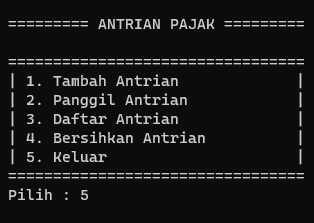 ========= ANTRIAN PAJAK =========
=================================
| 1. Tambah Antrian             |
| 2. Panggil Antrian            |
| 3. Daftar Antrian             |
| 4. Bersihkan Antrian          |
| 5. Keluar                     |
=================================
Pilih : 5